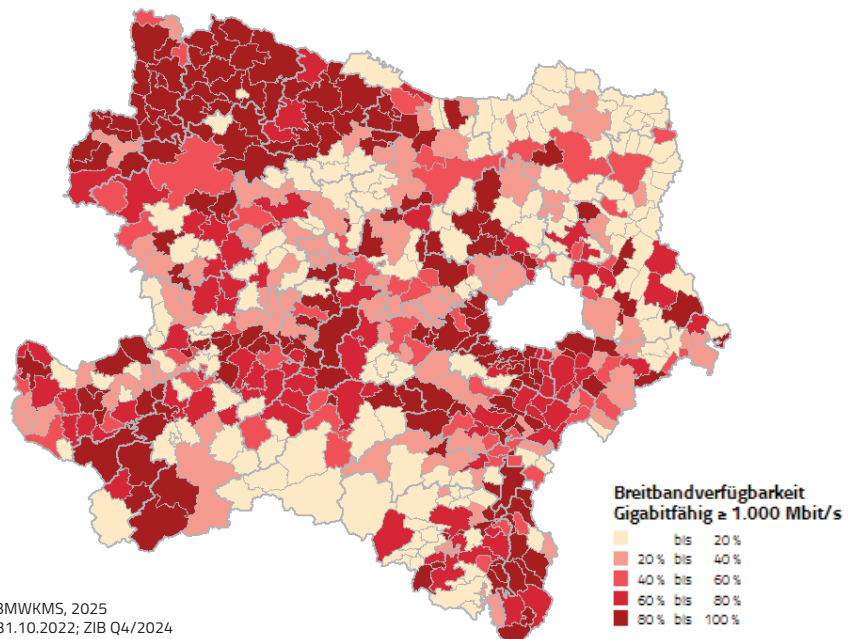 Breitbandverfügbarkeit
Gigabitfähig ≥ 1.000 Mbit/s
bis 20 %
20 % bis 40 %
40 % bis 60 %
60 % bis 80 %
80 % bis 100 %
BMWKMS, 2025
31.10.2022; ZIB Q4/2024